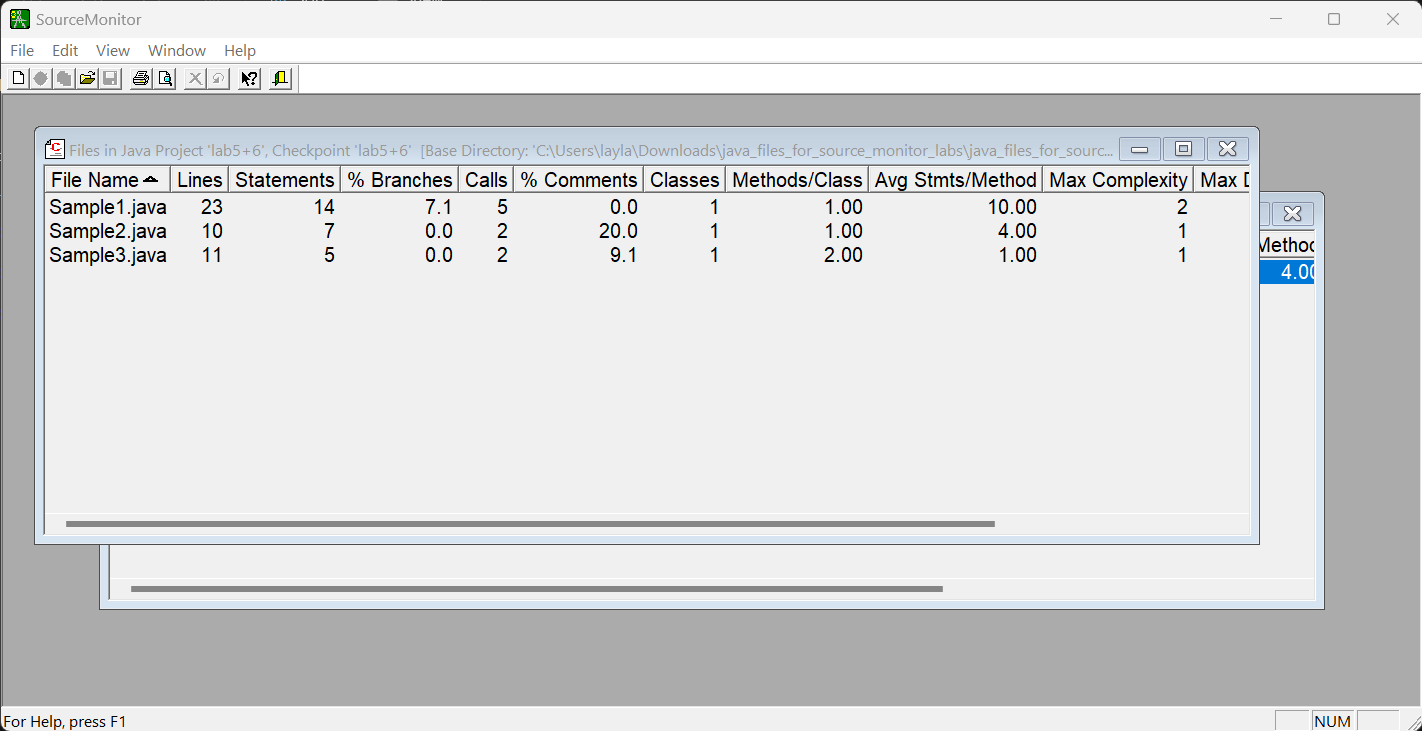 SourceMonitor
File Edit View Window Help
Files in Java Project 'lab5+6', Checkpoint 'lab5+6' [Base Directory: 'C:\Users\layla\Downloads\java_files_for_source_monitor_labs\java_files_for_sourc...
File Name Lines Statements % Branches Calls % Comments Classes Methods/Class Avg Stmts/Method Max Complexity Max
Sample1.java 23 14 7.1 5 0.0 1 1.00 10.00 2
Sample2.java 10 7 0.0 2 20.0 1 1.00 4.00 1
Sample3.java 11 5 0.0 2 9.1 1 2.00 1.00 1
4.00
For Help, press F1 NUM